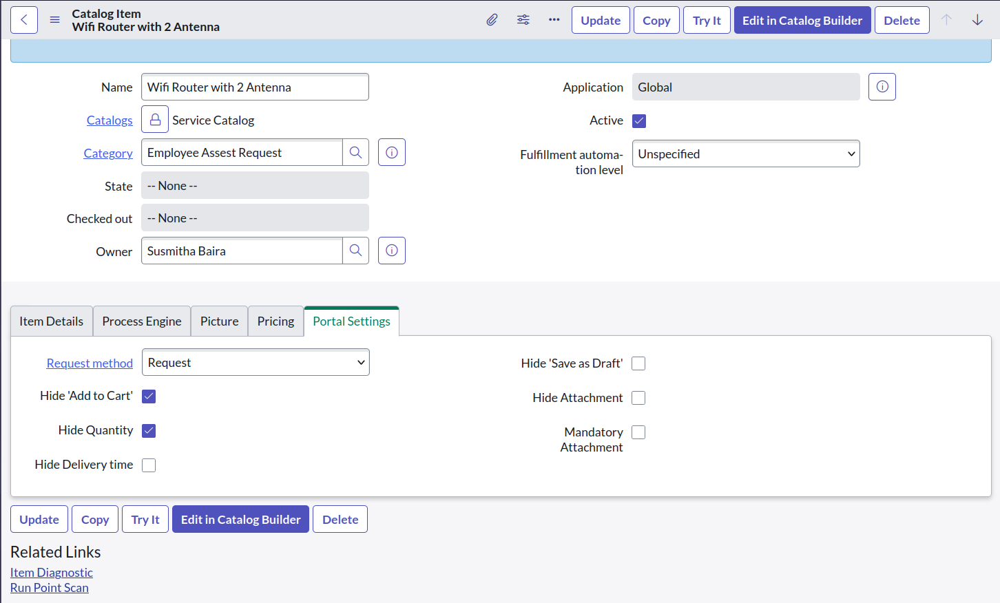 Catalog Item
Wifi Router with 2 Antenna
Update
Copy
Try It
Edit in Catalog Builder
Delete
Name
Wifi Router with 2 Antenna
Catalogs
Service Catalog
Category
Employee Assest Request
State
-- None --
Checked out
-- None --
Owner
Susmitha Baira
Application
Global
Active
Fulfillment automa-
tion level
Unspecified
Item Details
Process Engine
Picture
Pricing
Portal Settings
Request method
Request
Hide 'Add to Cart'
Hide Quantity
Hide Delivery time
Hide 'Save as Draft'
Hide Attachment
Mandatory
Attachment
Update
Copy
Try It
Edit in Catalog Builder
Delete
Related Links
Item Diagnostic
Run Point Scan